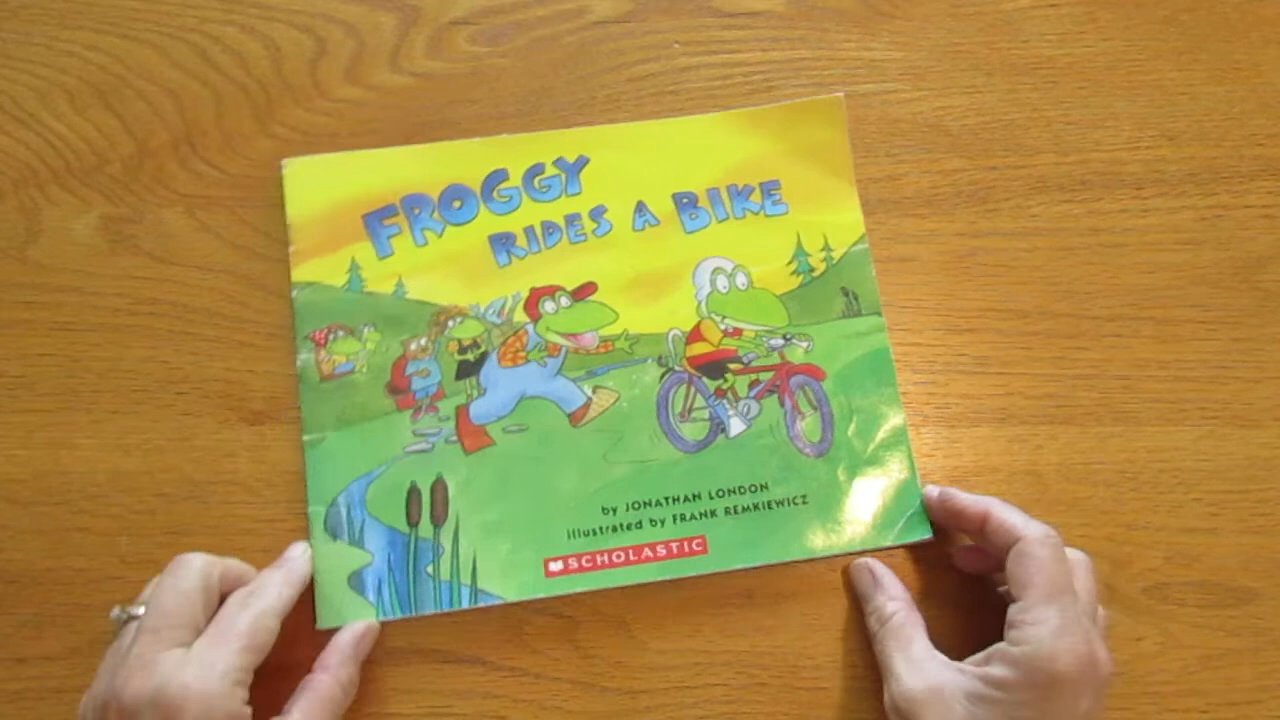 FROGGY
RIDES A BIKE
by JONATHAN LONDON
illustrated by FRANK REMKIEWICZ
SCHOLASTIC